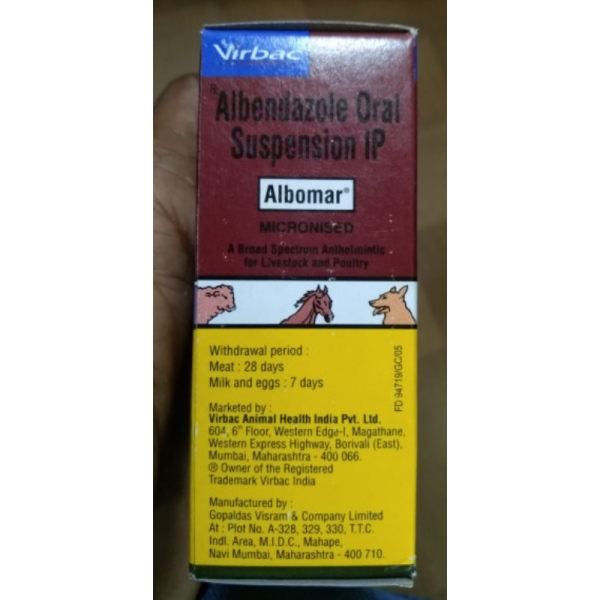 Virbac
Albendazole Oral
Suspension IP
Albomar®
MICRONISED
A Broad Spectrum Anthelmintic
for Livestock and Poultry
Withdrawal period :
Meat : 28 days
Milk and eggs : 7 days
FD 94719/GC/05
Marketed by :
Virbac Animal Health India Pvt. Ltd.
604, 6th Floor, Western Edge-I, Magathane,
Western Express Highway, Borivali (East),
Mumbai, Maharashtra - 400 066.
® Owner of the Registered
Trademark Virbac India
Manufactured by :
Gopaldas Visram & Company Limited
At : Plot No. A-328, 329, 330, T.T.C.
Indl. Area, M.I.D.C., Mahape,
Navi Mumbai, Maharashtra - 400 710.